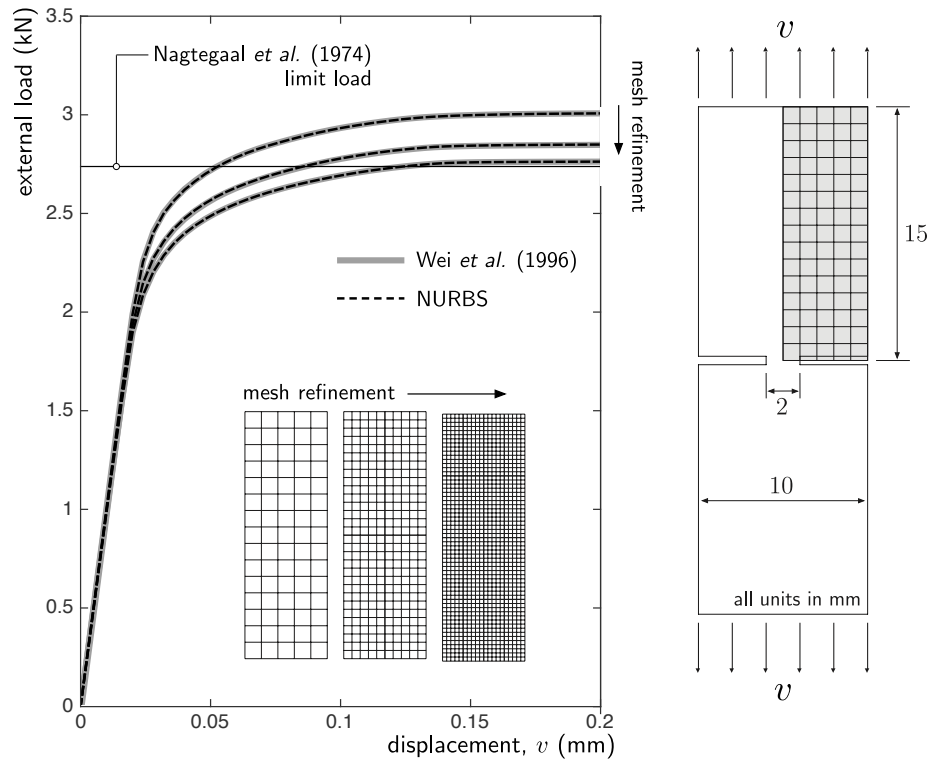 external load (kN)
3.5
3
2.5
2
1.5
1
0.5
0
0
0.05
0.1
0.15
0.2
displacement, v (mm)
Nagtegaal et al. (1974)
limit load
mesh refinement
Wei et al. (1996)
NURBS
mesh refinement
v
15
2
10
all units in mm
v